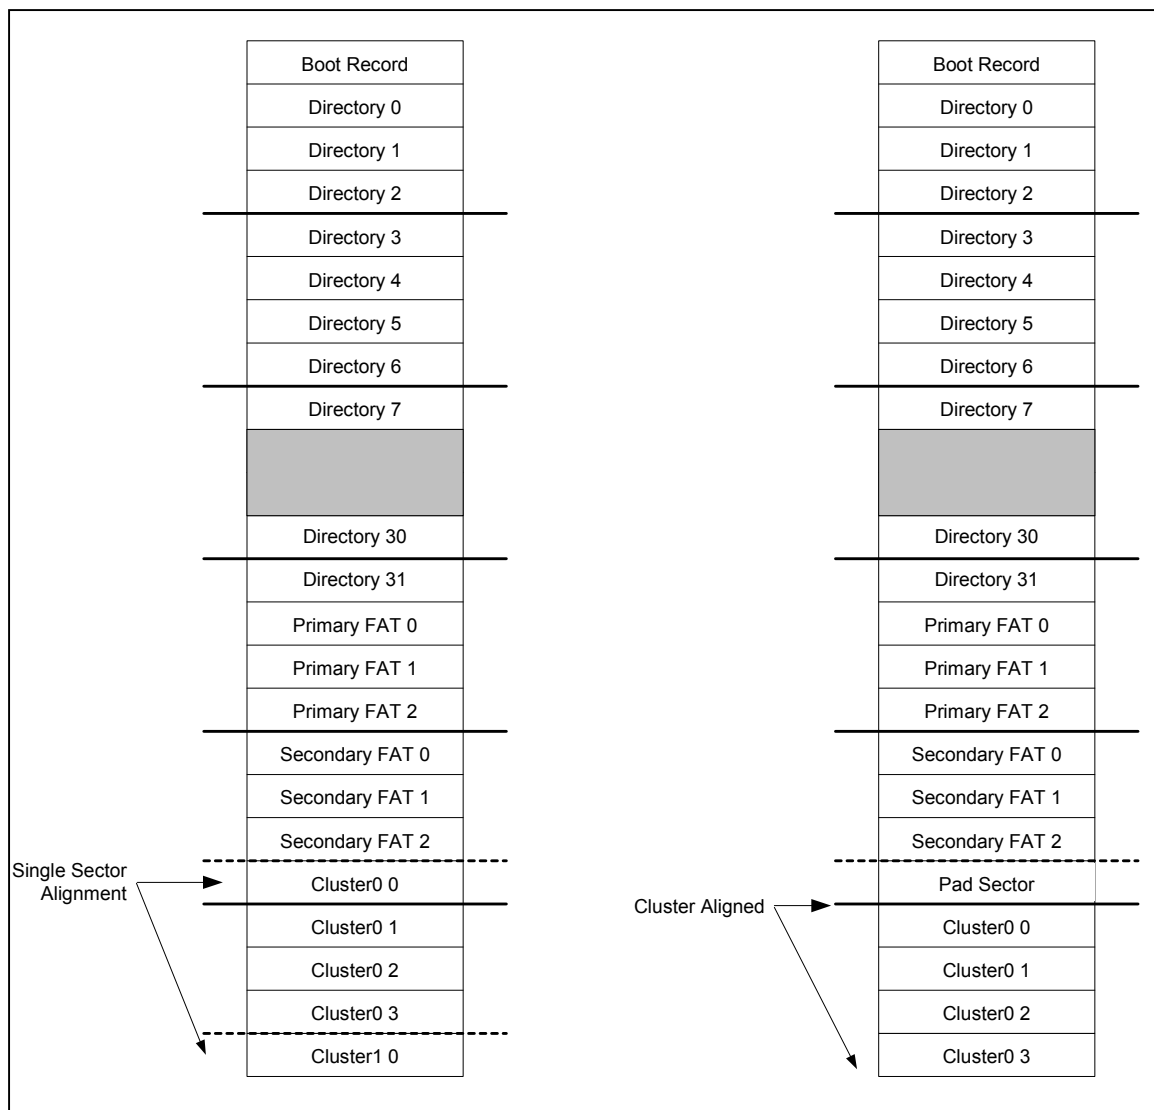 Boot Record
Directory 0
Directory 1
Directory 2
Directory 3
Directory 4
Directory 5
Directory 6
Directory 7
Directory 30
Directory 31
Primary FAT 0
Primary FAT 1
Primary FAT 2
Secondary FAT 0
Secondary FAT 1
Secondary FAT 2
Single Sector
Alignment
Cluster0 0
Cluster0 1
Cluster0 2
Cluster0 3
Cluster1 0
Boot Record
Directory 0
Directory 1
Directory 2
Directory 3
Directory 4
Directory 5
Directory 6
Directory 7
Directory 30
Directory 31
Primary FAT 0
Primary FAT 1
Primary FAT 2
Secondary FAT 0
Secondary FAT 1
Secondary FAT 2
Pad Sector
Cluster Aligned
Cluster0 0
Cluster0 1
Cluster0 2
Cluster0 3